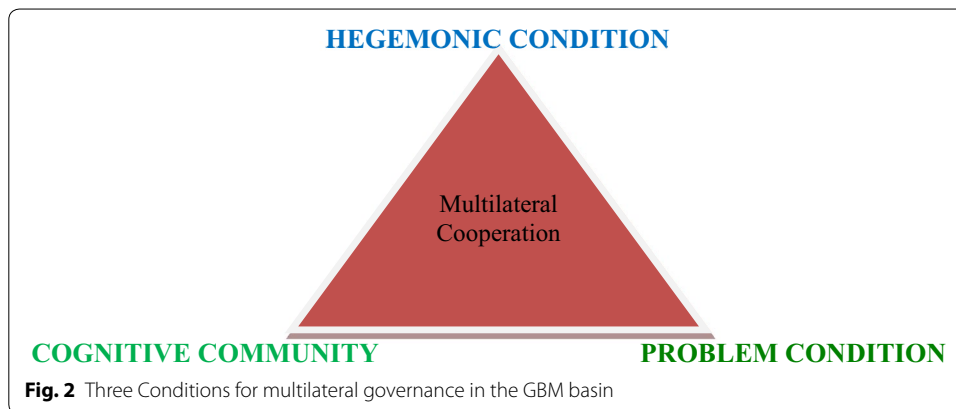 HEGEMONIC CONDITION
Multilateral
Cooperation
COGNITIVE COMMUNITY
PROBLEM CONDITION
Fig. 2 Three Conditions for multilateral governance in the GBM basin